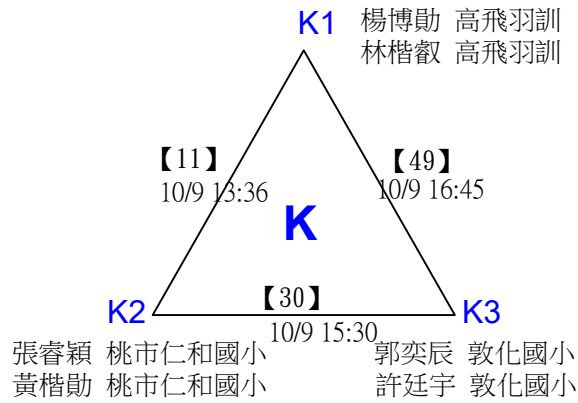 K1 楊博勛 高飛羽訓
林楷叡 高飛羽訓
【11】
10/9 13:36
【49】
10/9 16:45
K
【30】
10/9 15:30
K2
張睿穎 桃市仁和國小
黃楷勛 桃市仁和國小
K3
郭奕辰 敦化國小
許廷宇 敦化國小